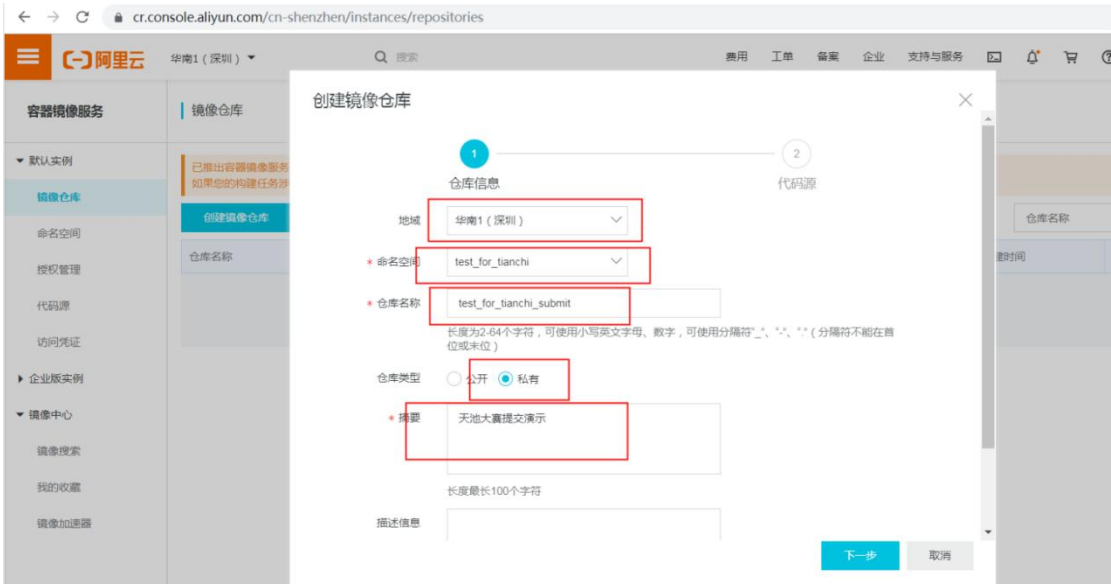 cr.console.aliyun.com/cn-shenzhen/instances/repositories
阿里云
华南1（深圳）
搜索
费用 工单 备案 企业 支持与服务
容器镜像服务
默认实例
镜像仓库
命名空间
授权管理
代码源
访问凭证
企业版实例
镜像中心
镜像搜索
我的收藏
镜像加速器
镜像仓库
已推出容器镜像服务
如果您的构建任务涉
创建镜像仓库
仓库名称
仓库名称
建时间
创建镜像仓库
1
仓库信息
2
代码源
地域 华南1（深圳）
* 命名空间 test_for_tianchi
* 仓库名称 test_for_tianchi_submit
长度为2-64个字符，可使用小写英文字母、数字，可使用分隔符"_"、"-"、"."（分隔符不能在首
位或末位）
仓库类型 公开 私有
* 摘要 天池大赛提交演示
长度最长100个字符
描述信息
下一步 取消